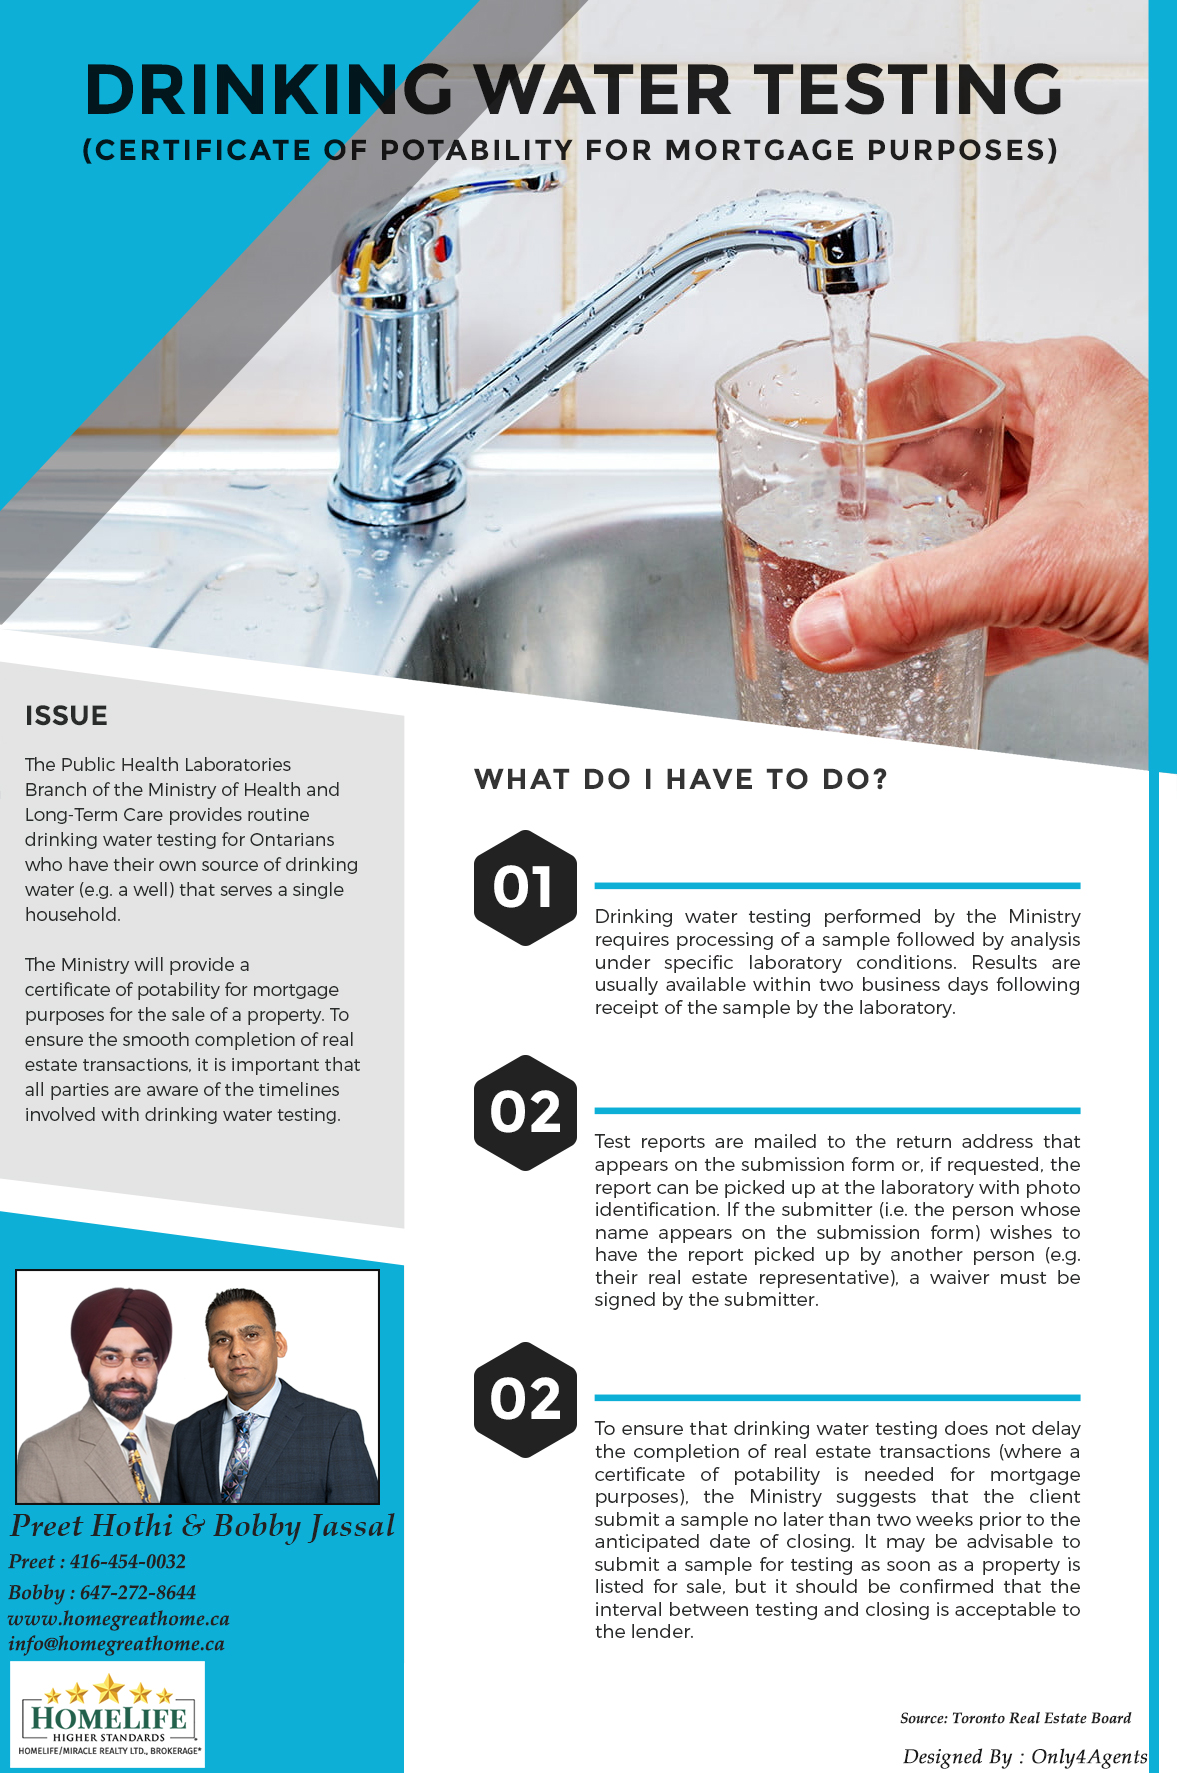 DRINKING WATER TESTING
(CERTIFICATE OF POTABILITY FOR MORTGAGE PURPOSES)
ISSUE
The Public Health Laboratories
Branch of the Ministry of Health and
Long-Term Care provides routine
drinking water testing for Ontarians
who have their own source of drinking
water (e.g. a well) that serves a single
household.
The Ministry will provide a
certificate of potability for mortgage
purposes for the sale of a property. To
ensure the smooth completion of real
estate transactions, it is important that
all parties are aware of the timelines
involved with drinking water testing.
WHAT DO I HAVE TO DO?
01
Drinking water testing performed by the Ministry
requires processing of a sample followed by analysis
under specific laboratory conditions. Results are
usually available within two business days following
receipt of the sample by the laboratory.
02
Test reports are mailed to the return address that
appears on the submission form or, if requested, the
report can be picked up at the laboratory with photo
identification. If the submitter (i.e. the person whose
name appears on the submission form) wishes to
have the report picked up by another person (e.g.
their real estate representative), a waiver must be
signed by the submitter.
02
To ensure that drinking water testing does not delay
the completion of real estate transactions (where a
certificate of potability is needed for mortgage
purposes), the Ministry suggests that the client
submit a sample no later than two weeks prior to the
anticipated date of closing. It may be advisable to
submit a sample for testing as soon as a property is
listed for sale, but it should be confirmed that the
interval between testing and closing is acceptable to
the lender.
Preet Hothi & Bobby Jassal
Preet : 416-454-0032
Bobby : 647-272-8644
www.homegreathome.ca
info@homegreathome.ca
HOMELIFE
HIGHER STANDARDS
HOMELIFE/MIRACLE REALTY LTD., BROKERAGE*
Source: Toronto Real Estate Board
Designed By : Only4Agents